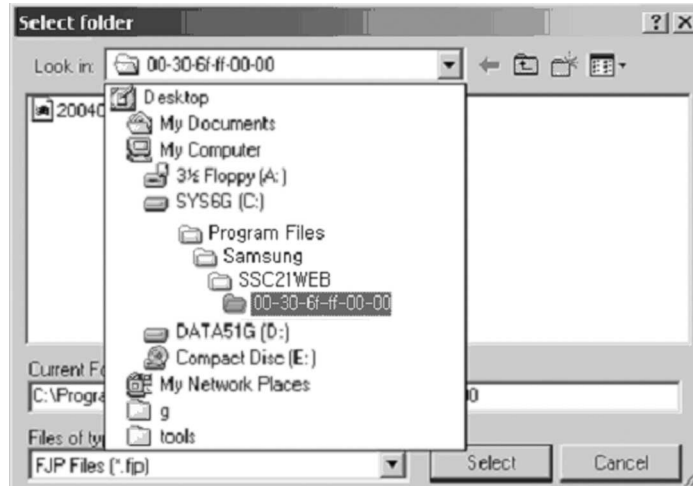 Select folder
Look in: 00-30-6f-ff-00-00
20040
Desktop
My Documents
My Computer
3½ Floppy (A:)
SYS6G (C:)
Program Files
Samsung
SSC21WEB
00-30-6f-ff-00-00
DATA51G (D:)
Compact Disc (E:)
My Network Places
g
tools
Current Fo
C:\Progra 00
Files of ty
FJP Files (*.fjp)
Select
Cancel